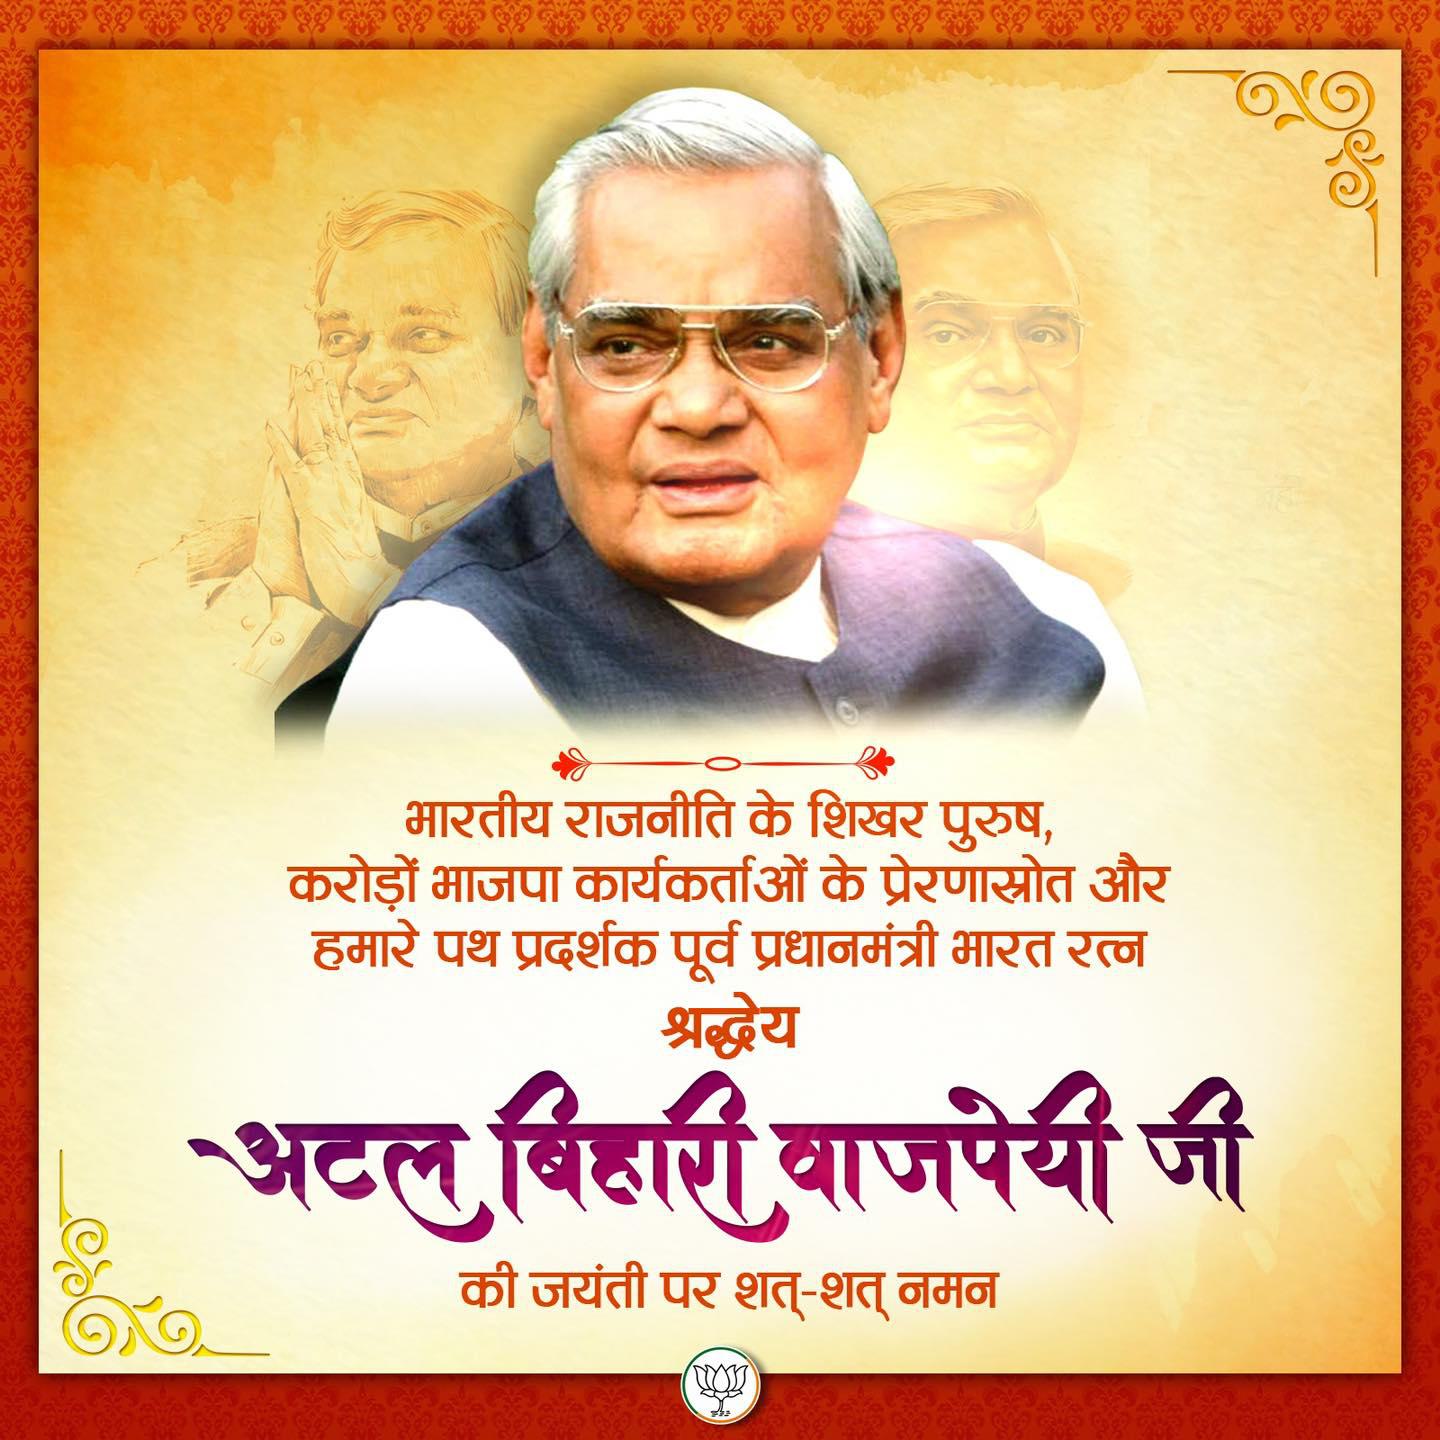 भारतीय राजनीति के शिखर पुरुष,
करोड़ों भाजपा कार्यकर्ताओं के प्रेरणास्रोत और
हमारे पथ प्रदर्शक पूर्व प्रधानमंत्री भारत रत्न
श्रद्धेय
अटल बिहारी वाजपेयी जी
की जयंती पर शत्-शत् नमन